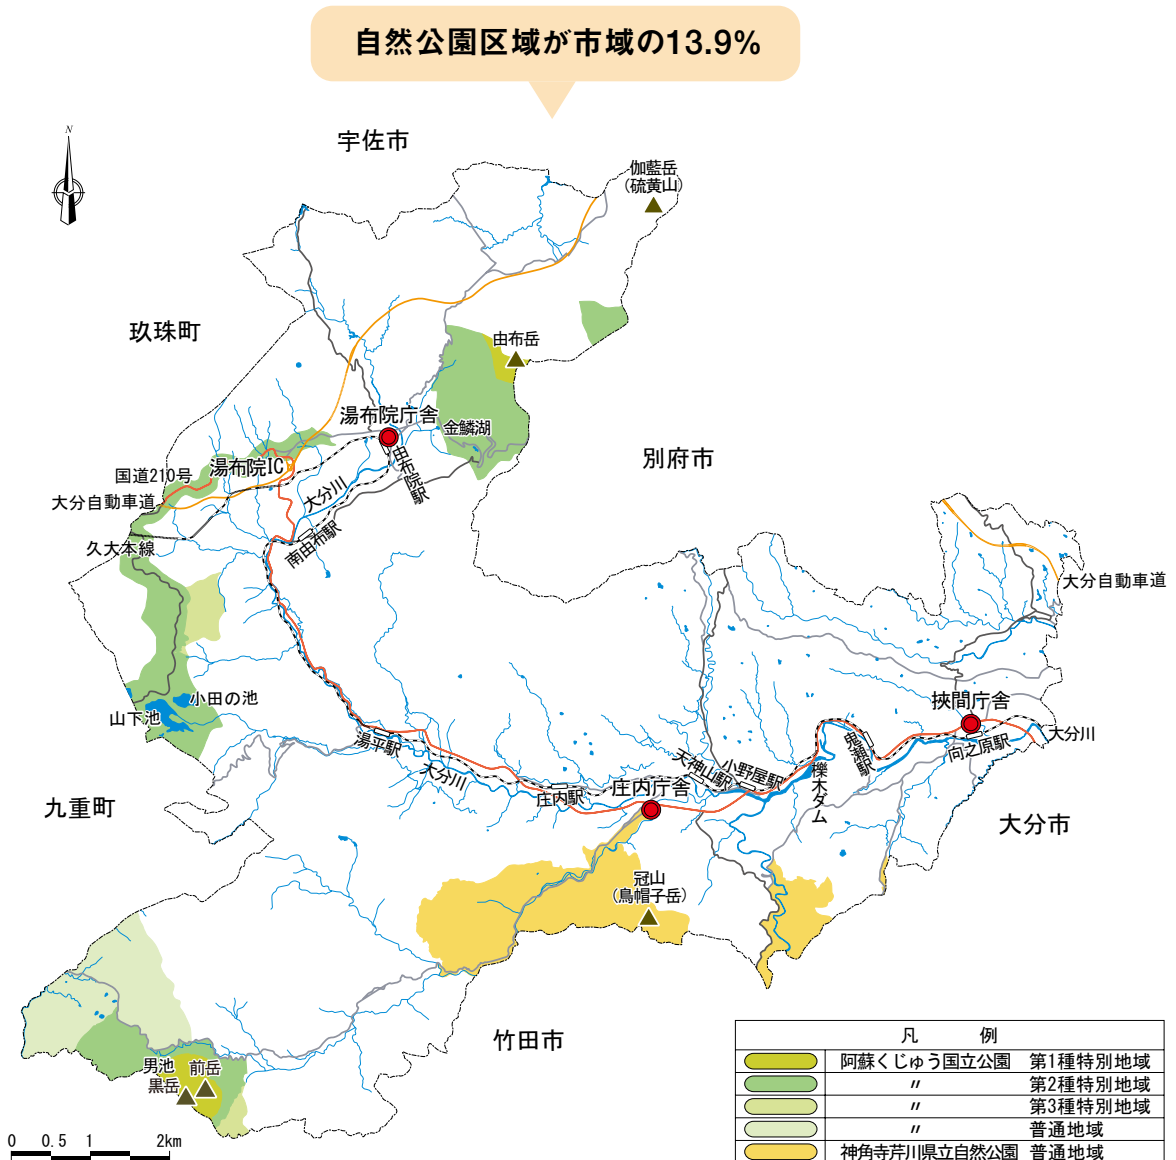 自然公園区域が市域の13.9%
N
宇佐市
伽藍岳
(硫黄山)
玖珠町
由布岳
湯布院庁舎
金鱗湖
別府市
湯布院IC
国道210号
由布院駅
大分自動車道
大分川
南由布駅
久大本線
大分自動車道
小田の池
山下池
挾間庁舎
大分川
向之原駅
鬼瀬駅
湯平駅
大分川
天神山駅
小野屋駅
櫟木ダム
庄内駅
庄内庁舎
九重町
大分市
冠山
(烏帽子岳)
竹田市
男池
前岳
黒岳
0 0.5 1 2km
凡 例
阿蘇くじゅう国立公園 第1種特別地域
〃 第2種特別地域
〃 第3種特別地域
〃 普通地域
神角寺芹川県立自然公園 普通地域